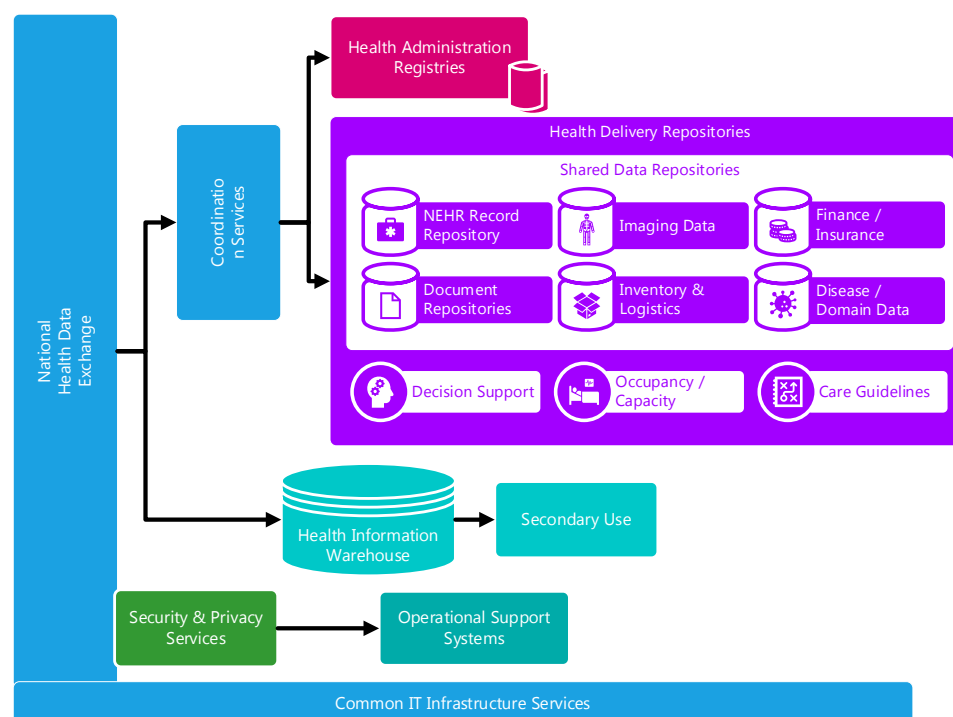 National
Health Data
Exchange
Coordinatio
n Services
Health Administration
Registries
Health Delivery Repositories
Shared Data Repositories
NEHR Record
Repository
Imaging Data
Finance /
Insurance
Document
Repositories
Inventory &
Logistics
Disease /
Domain Data
Decision Support
Occupancy /
Capacity
Care Guidelines
Health Information
Warehouse
Secondary Use
Security & Privacy
Services
Operational Support
Systems
Common IT Infrastructure Services